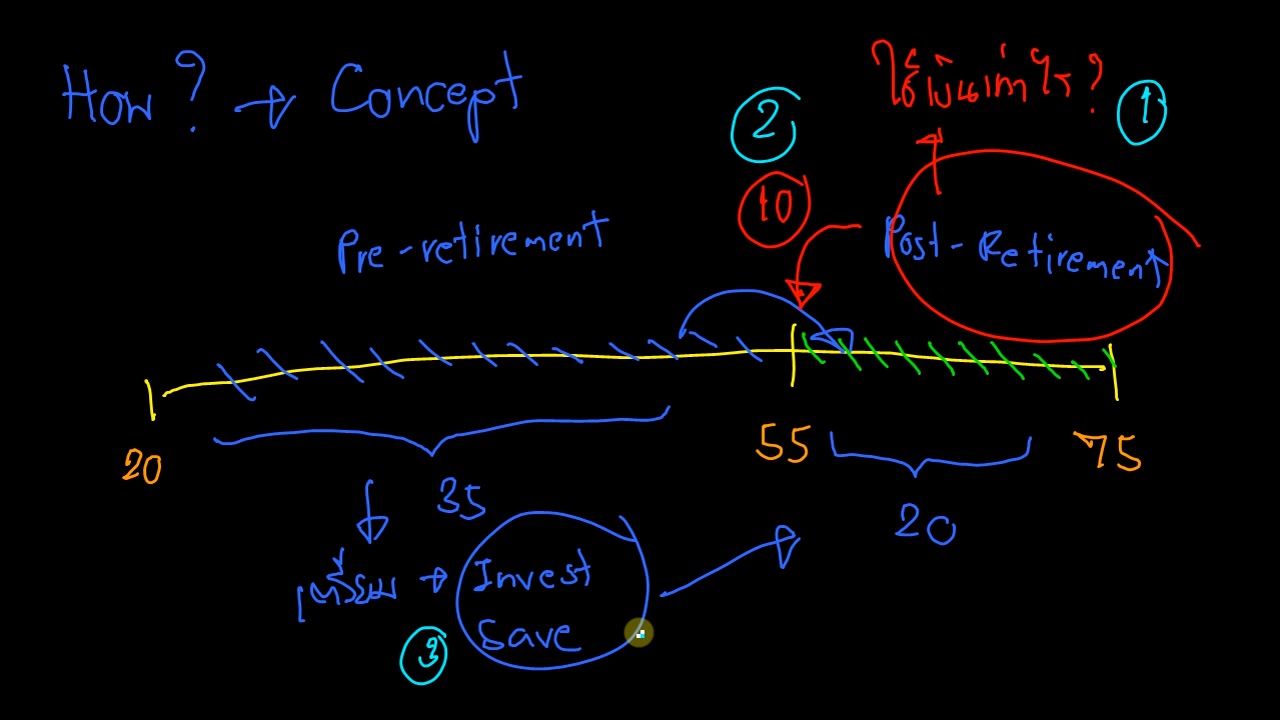 How? → Concept
ใช้เงินเท่าไร?
1
2
10
Pre-retirement
Post-Retirement
20
55
75
35
20
เตรียม → Invest
Save
3